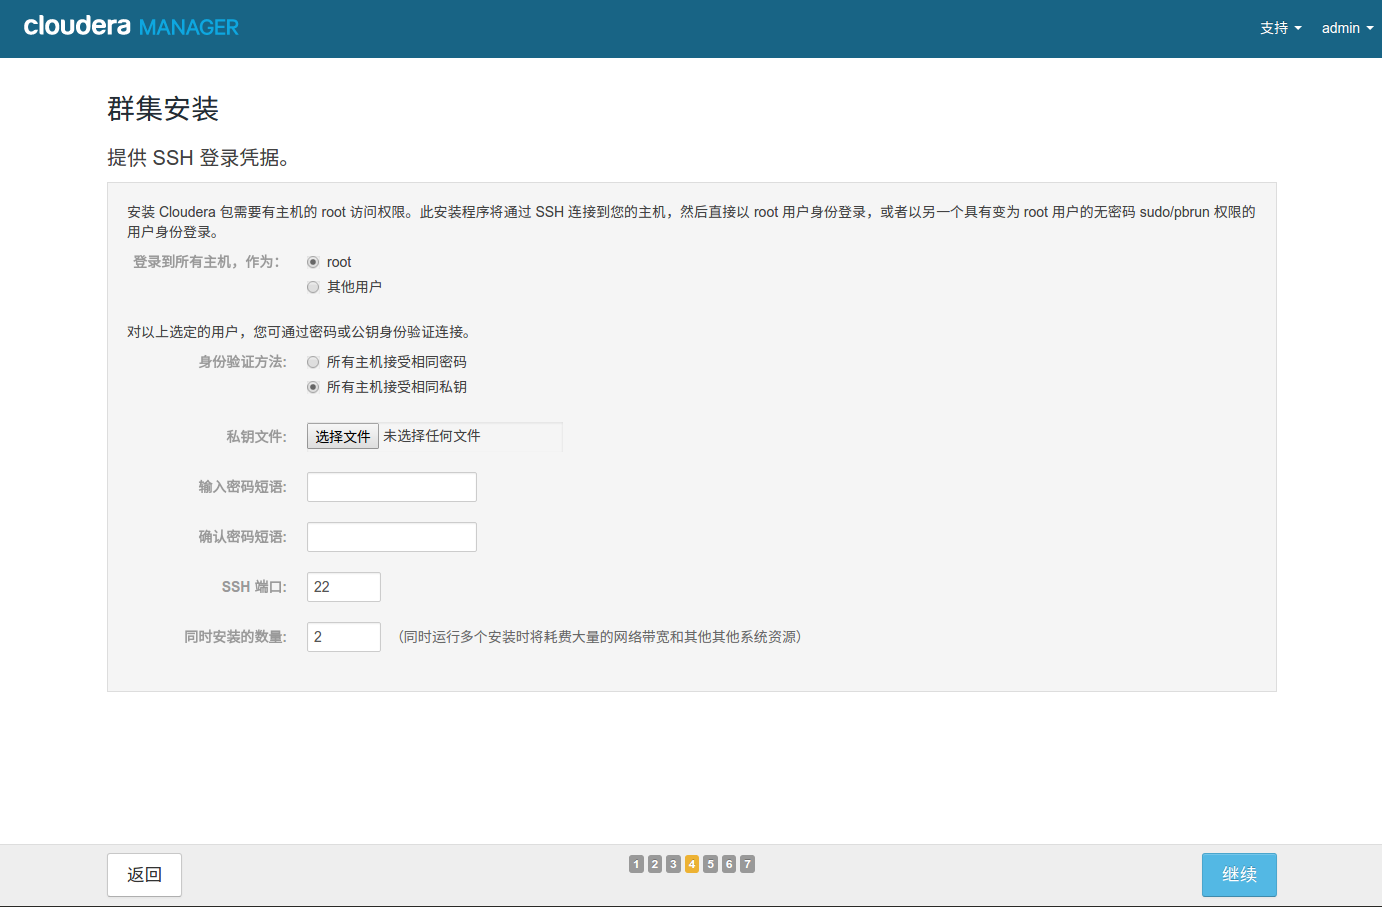 cloudera MANAGER
支持
admin
群集安装
提供 SSH 登录凭据。
安装 Cloudera 包需要有主机的 root 访问权限。此安装程序将通过 SSH 连接到您的主机，然后直接以 root 用户身份登录，或者以另一个具有变为 root 用户的无密码 sudo/pbrun 权限的
用户身份登录。
登录到所有主机，作为：
root
其他用户
对以上选定的用户，您可通过密码或公钥身份验证连接。
身份验证方法:
所有主机接受相同密码
所有主机接受相同私钥
私钥文件:
选择文件 未选择任何文件
输入密码短语:
确认密码短语:
SSH 端口:
22
同时安装的数量:
2
（同时运行多个安装时将耗费大量的网络带宽和其他其他系统资源）
返回
1 2 3 4 5 6 7
继续